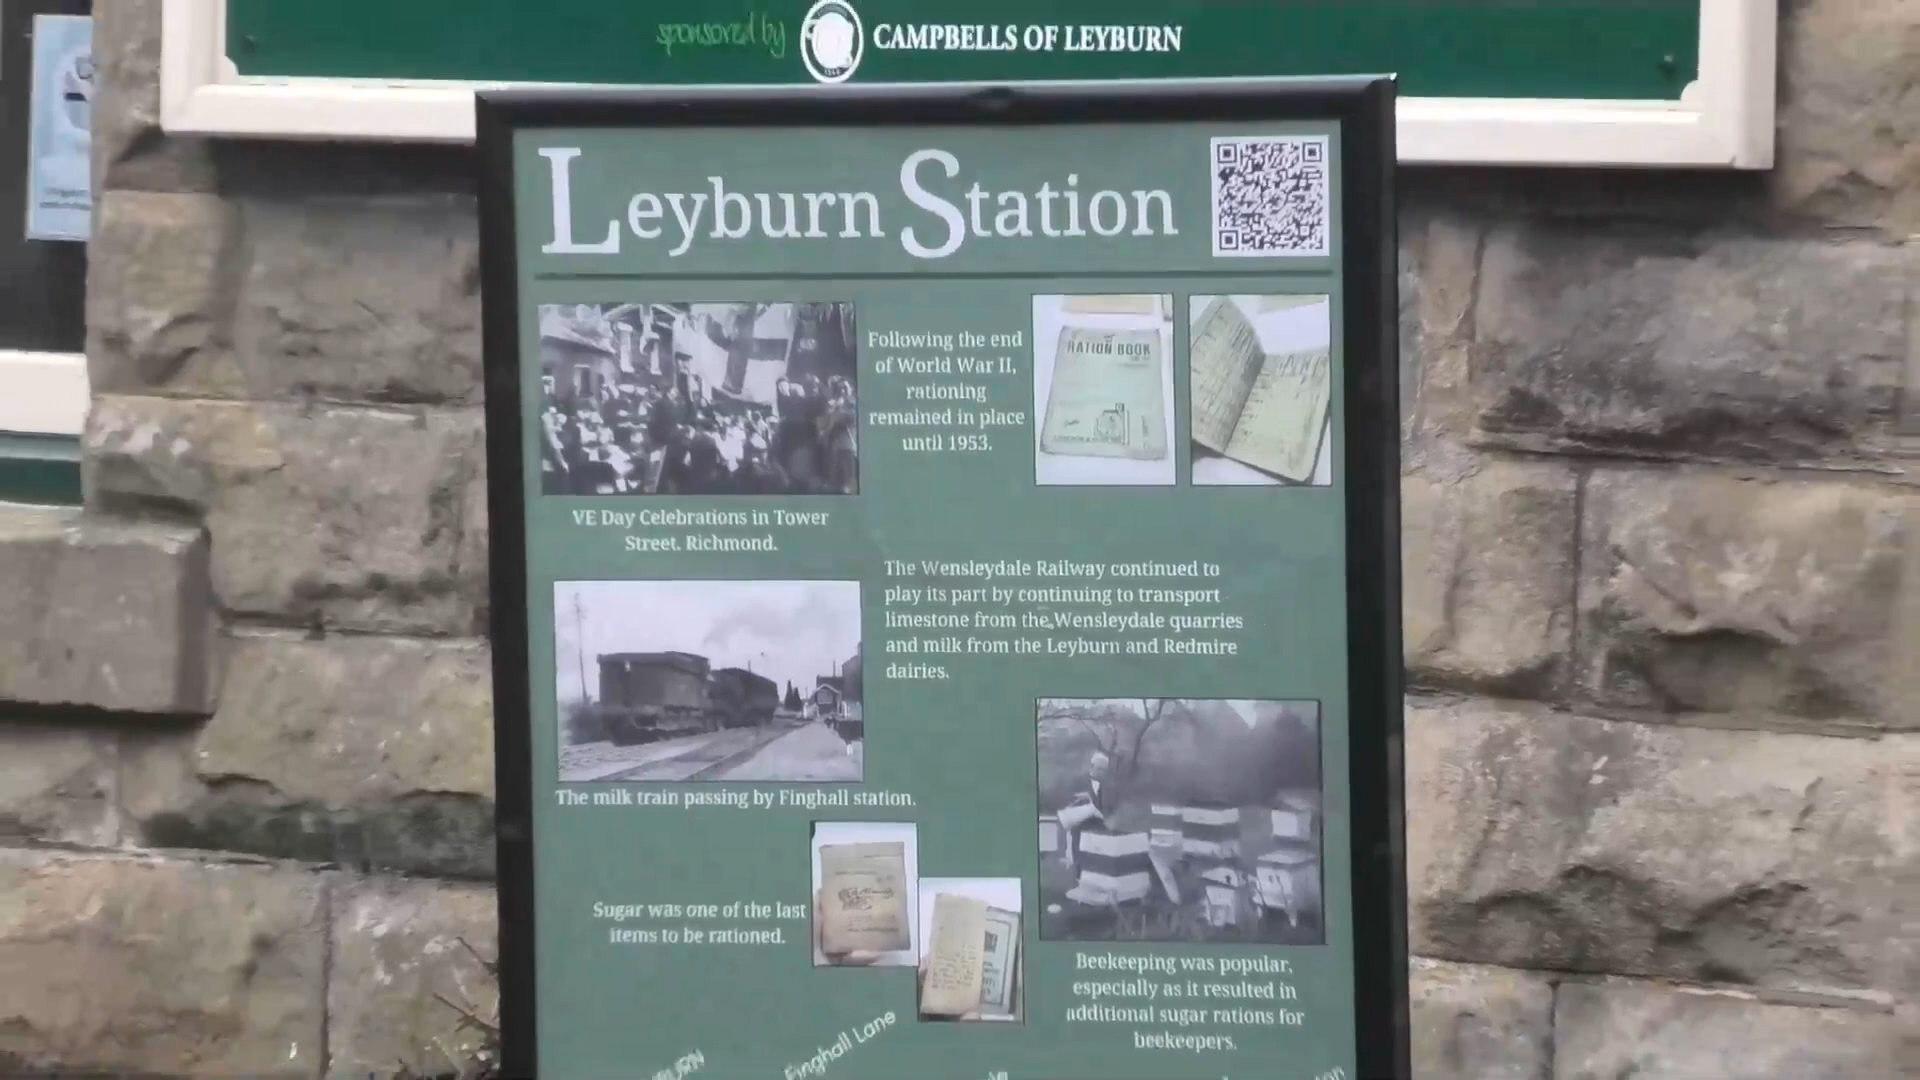 sponsored by CAMPBELLS OF LEYBURN
Leyburn Station
Following the end
of World War II,
rationing
remained in place
until 1953.
RATION BOOK
VE Day Celebrations in Tower
Street. Richmond.
The Wensleydale Railway continued to
play its part by continuing to transport
limestone from the Wensleydale quarries
and milk from the Leyburn and Redmire
dairies.
The milk train passing by Finghall station.
Sugar was one of the last
items to be rationed.
Beekeeping was popular,
especially as it resulted in
additional sugar rations for
beekeepers.
Finghall Lane